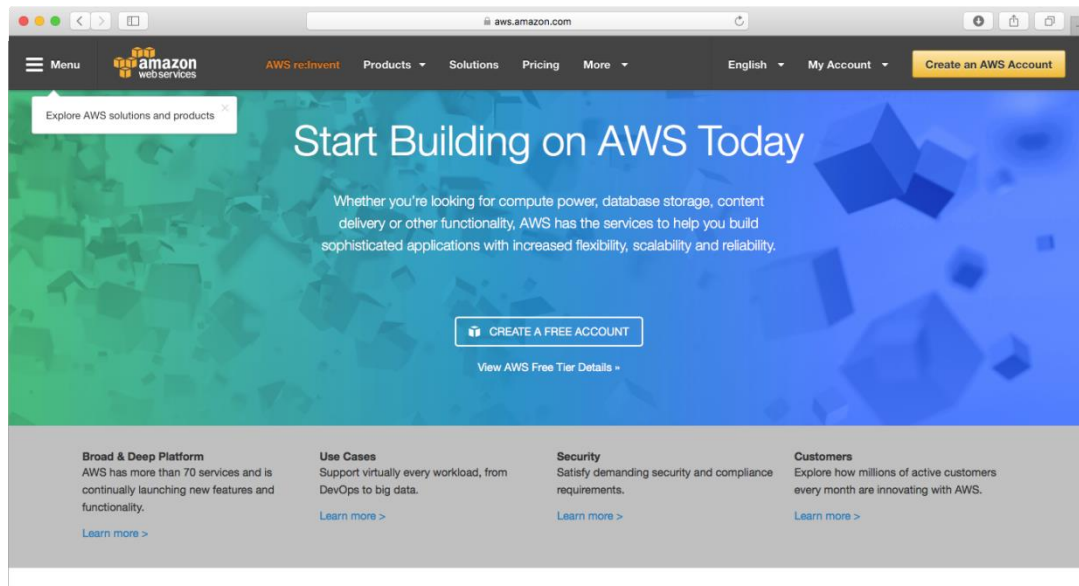 aws.amazon.com
Menu
amazon
webservices
AWS re:Invent
Products
Solutions
Pricing
More
English
My Account
Create an AWS Account
Explore AWS solutions and products
Start Building on AWS Today
Whether you're looking for compute power, database storage, content
delivery or other functionality, AWS has the services to help you build
sophisticated applications with increased flexibility, scalability and reliability.
CREATE A FREE ACCOUNT
View AWS Free Tier Details »
Broad & Deep Platform
AWS has more than 70 services and is
continually launching new features and
functionality.
Learn more >
Use Cases
Support virtually every workload, from
DevOps to big data.
Learn more >
Security
Satisfy demanding security and compliance
requirements.
Learn more >
Customers
Explore how millions of active customers
every month are innovating with AWS.
Learn more >